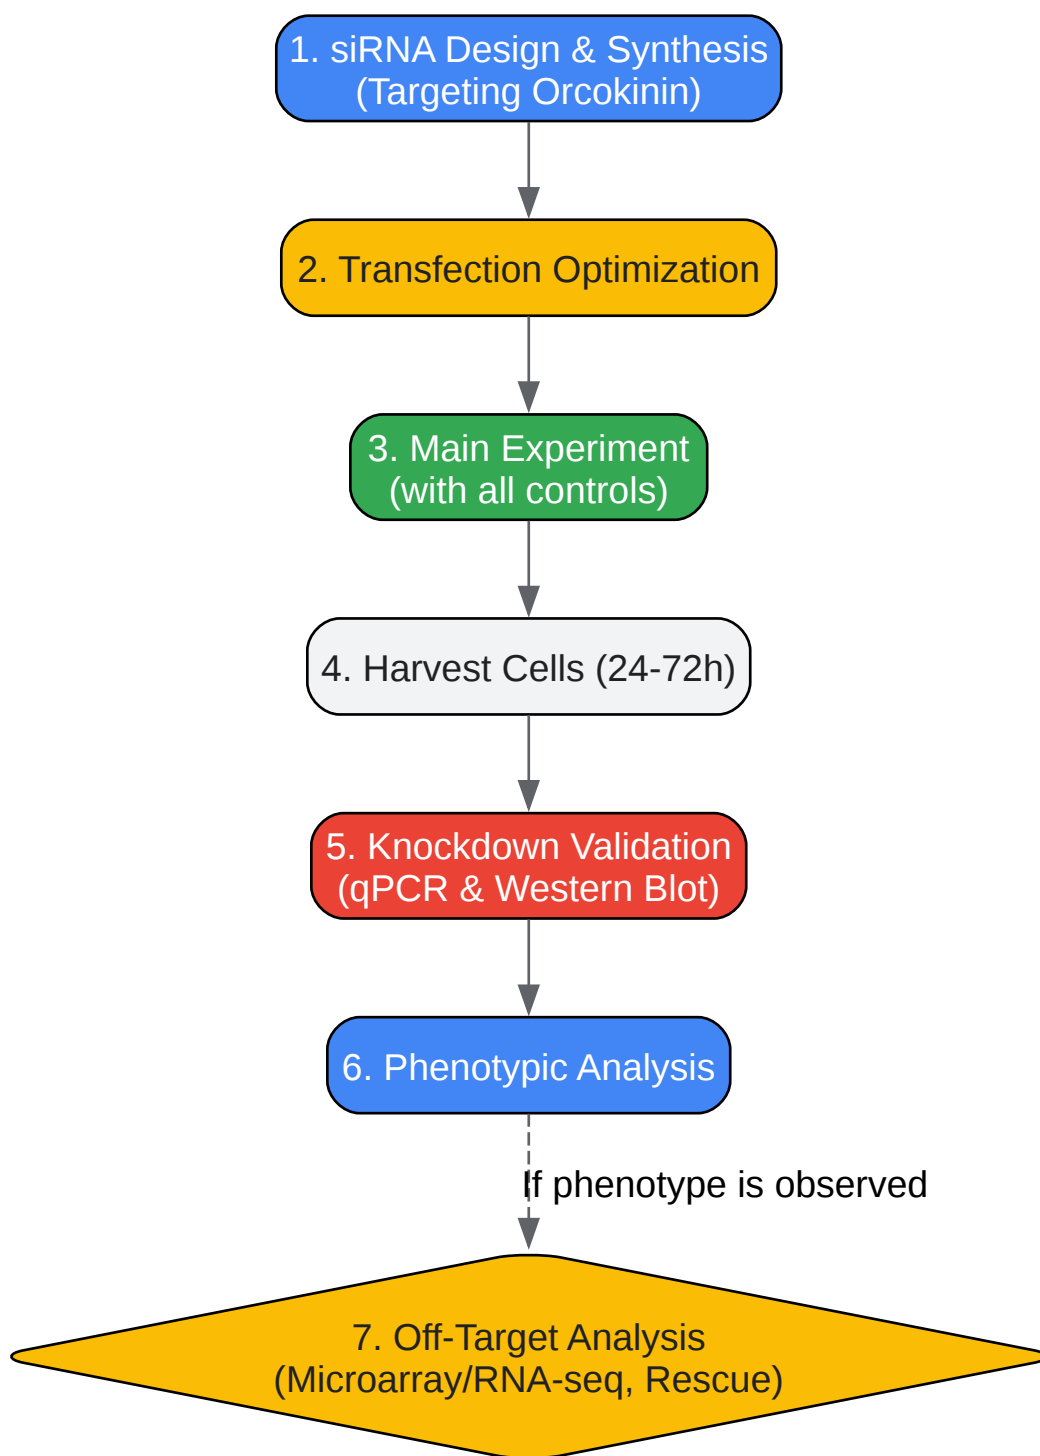 1. siRNA Design & Synthesis
(Targeting Orcokinin)
2. Transfection Optimization
3. Main Experiment
(with all controls)
4. Harvest Cells (24-72h)
5. Knockdown Validation
(qPCR & Western Blot)
6. Phenotypic Analysis
If phenotype is observed
7. Off-Target Analysis
(Microarray/RNA-seq, Rescue)